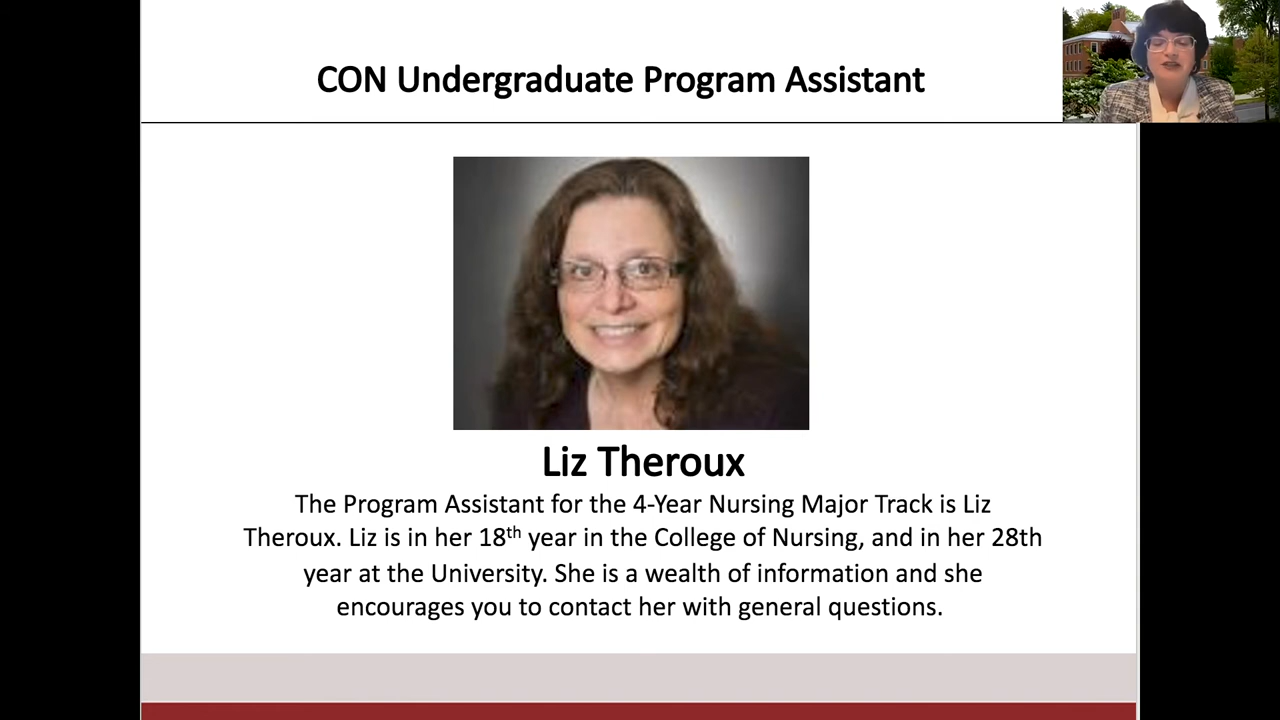 CON Undergraduate Program Assistant
Liz Theroux
The Program Assistant for the 4-Year Nursing Major Track is Liz
Theroux. Liz is in her 18th year in the College of Nursing, and in her 28th
year at the University. She is a wealth of information and she
encourages you to contact her with general questions.